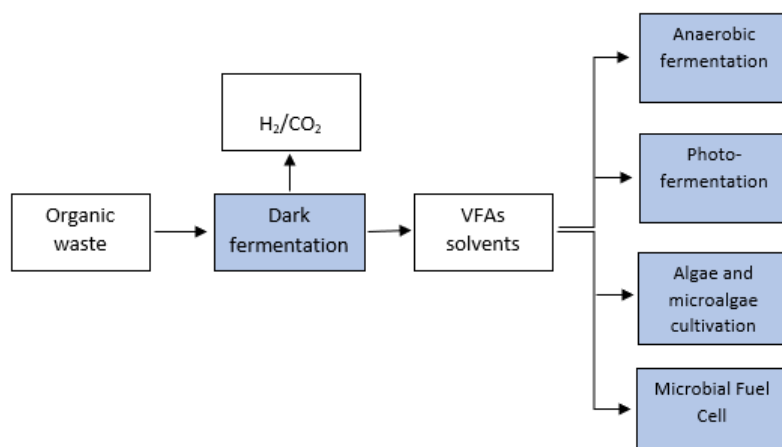 Organic
waste
Dark
fermentation
H₂/CO₂
VFAs
solvents
Anaerobic
fermentation
Photo-
fermentation
Algae and
microalgae
cultivation
Microbial Fuel
Cell